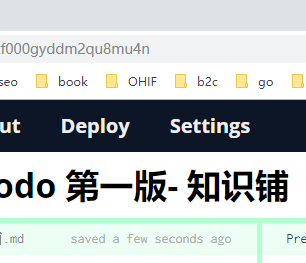 f000gyddm2qu8mu4n
seo book OHIF b2c go
ut Deploy Settings
odo 第一版- 知识铺
.md saved a few seconds ago Pre